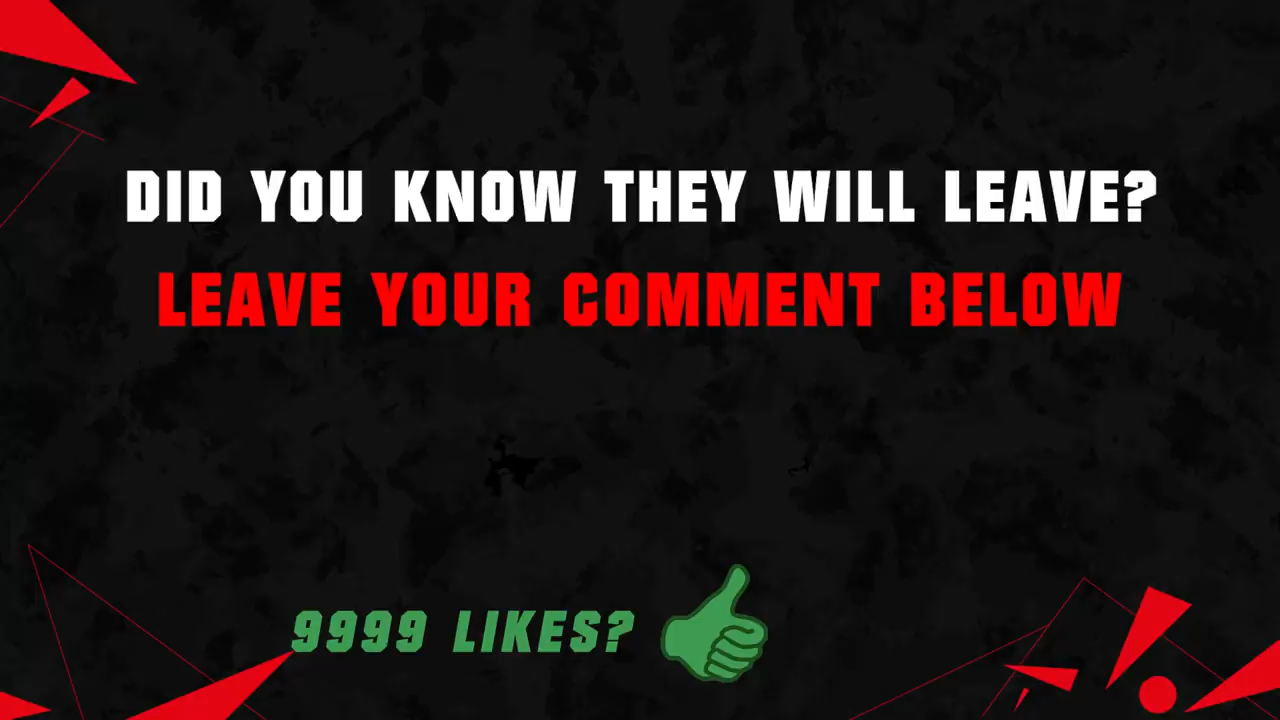 DID YOU KNOW THEY WILL LEAVE?
LEAVE YOUR COMMENT BELOW
9999 LIKES?